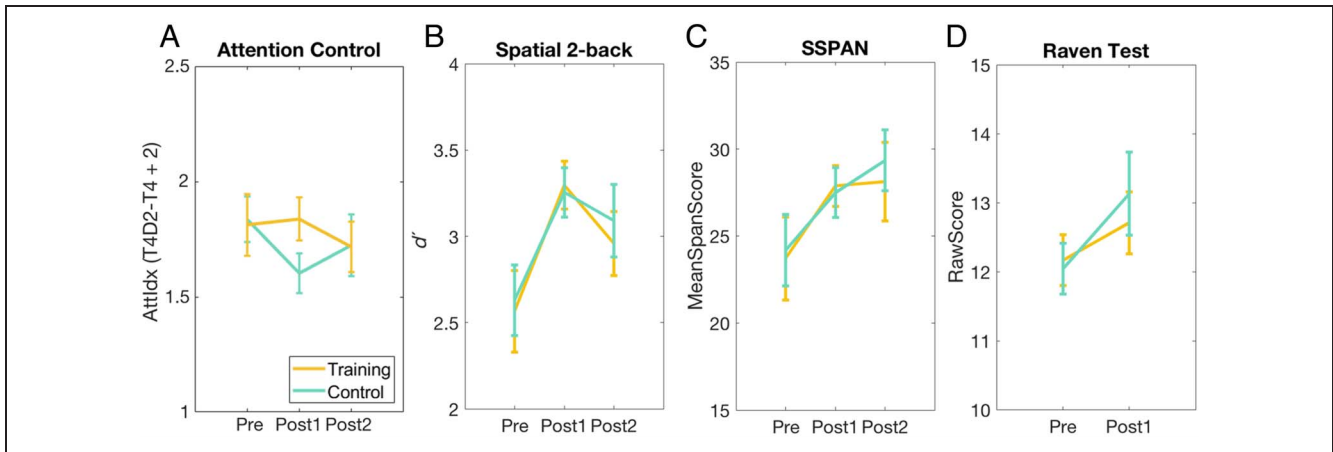 A Attention Control
AttIdx (T4D2-T4 + 2)
2.5
2
1.5
1
Training
Control
Pre Post1 Post2
B Spatial 2-back
d′
4
3.5
3
2.5
2
Pre Post1 Post2
C SSPAN
MeanSpanScore
35
30
25
20
15
Pre Post1 Post2
D Raven Test
RawScore
15
14
13
12
11
10
Pre Post1